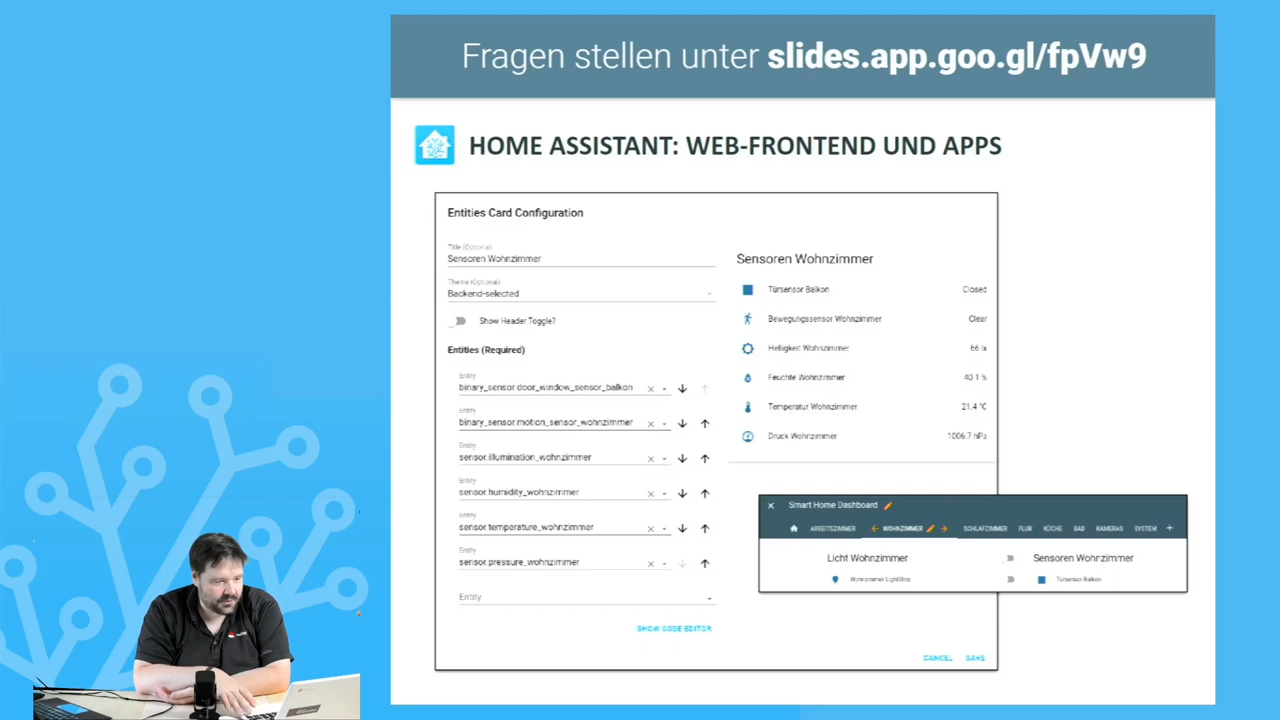 Fragen stellen unter slides.app.goo.gl/fpVw9
HOME ASSISTANT: WEB-FRONTEND UND APPS
Entities Card Configuration
Title (Optional)
Sensoren Wohnzimmer
Theme (Optional)
Backend-selected
Show Header Toggle?
Entities (Required)
Entity
binary_sensor.door_window_sensor_balkon
Entity
binary_sensor.motion_sensor_wohnzimmer
Entity
sensor.illumination_wohnzimmer
Entity
sensor.humidity_wohnzimmer
Entity
sensor.temperature_wohnzimmer
Entity
sensor.pressure_wohnzimmer
Entity
SHOW CODE EDITOR
Sensoren Wohnzimmer
Türsensor Balkon Closed
Bewegungssensor Wohnzimmer Clear
Helligkeit Wohnzimmer 66 lx
Feuchte Wohnzimmer 40.1 %
Temperatur Wohnzimmer 21.4 °C
Druck Wohnzimmer 1006.7 hPa
Smart Home Dashboard
ARBEITSZIMMER WOHNZIMMER SCHLAFZIMMER FLUR KÜCHE BAD KAMERAS SYSTEM +
Licht Wohnzimmer Sensoren Wohnzimmer
Wohnzimmer LightStrip Türsensor Balkon
CANCEL SAVE